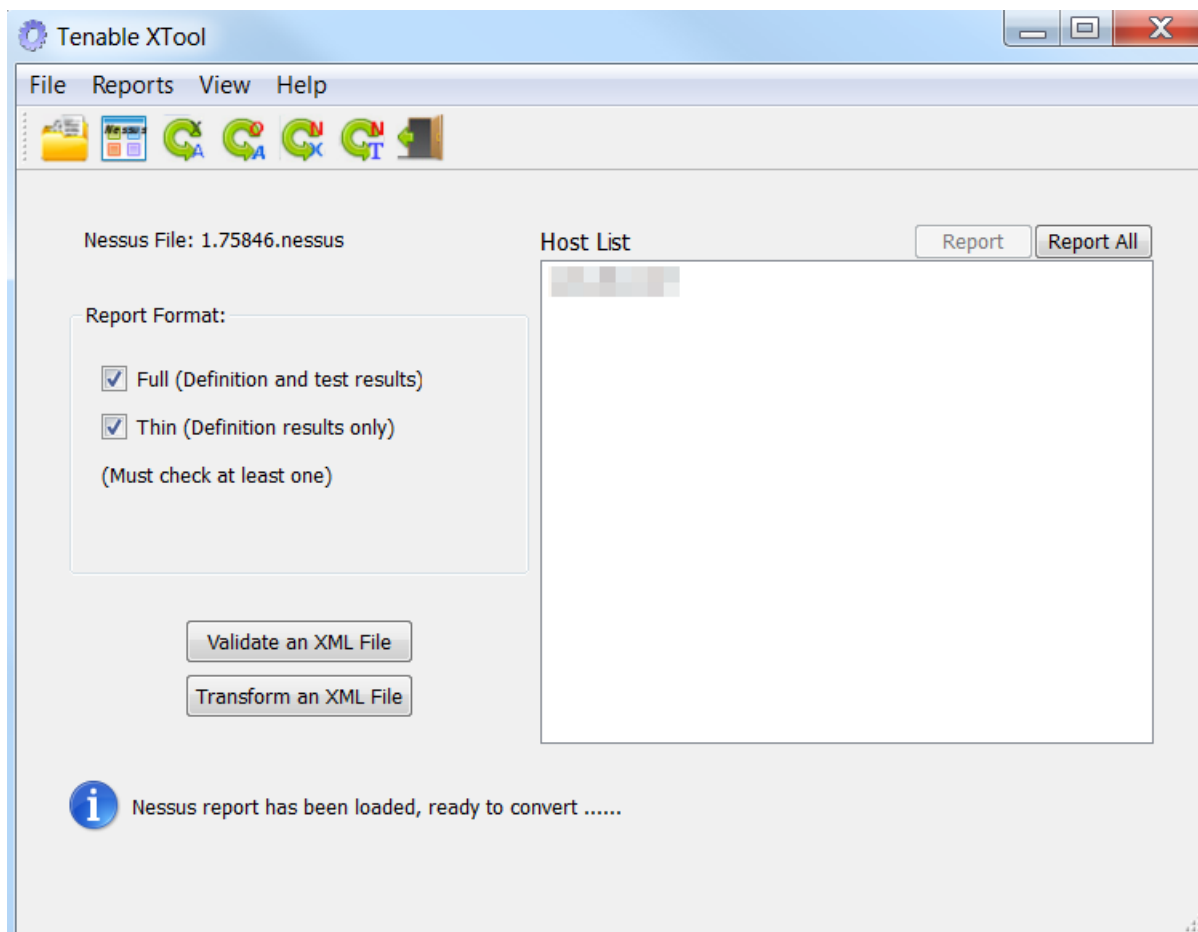 Tenable XTool
File Reports View Help
Nessus
X A
O A
N X
N T
Nessus File: 1.75846.nessus
Host List
Report
Report All
Report Format:
Full (Definition and test results)
Thin (Definition results only)
(Must check at least one)
Validate an XML File
Transform an XML File
Nessus report has been loaded, ready to convert ......